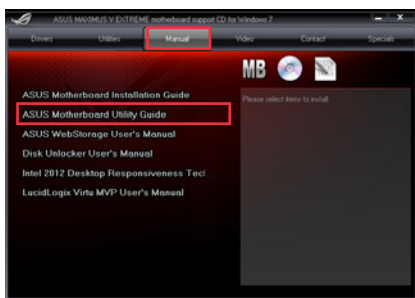 ASUS MAXIMUS V EXTREME motherboard support CD for Windows 7
Drivers Utilities Manual Video Contact Specials
MB
ASUS Motherboard Installation Guide
Please select items to install.
ASUS Motherboard Utility Guide
ASUS WebStorage User's Manual
Disk Unlocker User's Manual
Intel 2012 Desktop Responsiveness Tecl...
LucidLogix Virtu MVP User's Manual